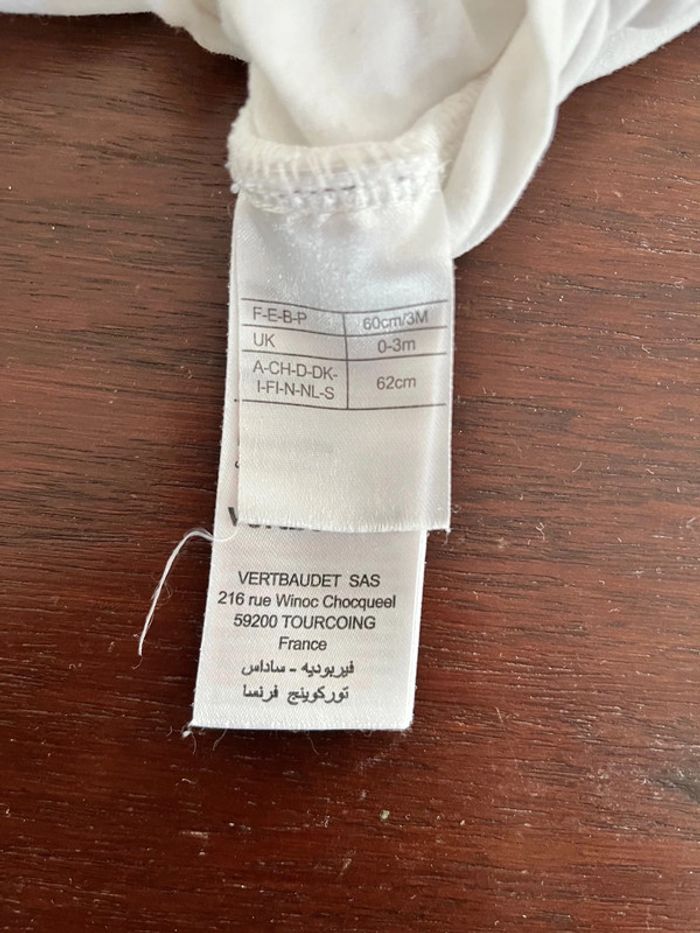 F-E-B-P 60cm/3M
UK 0-3m
A-CH-D-DK- 62cm
I-FI-N-NL-S
VERTBAUDET SAS
216 rue Winoc Chocqueel
59200 TOURCOING
France
فيربوديه - ساداس
توركوينج فرنسا